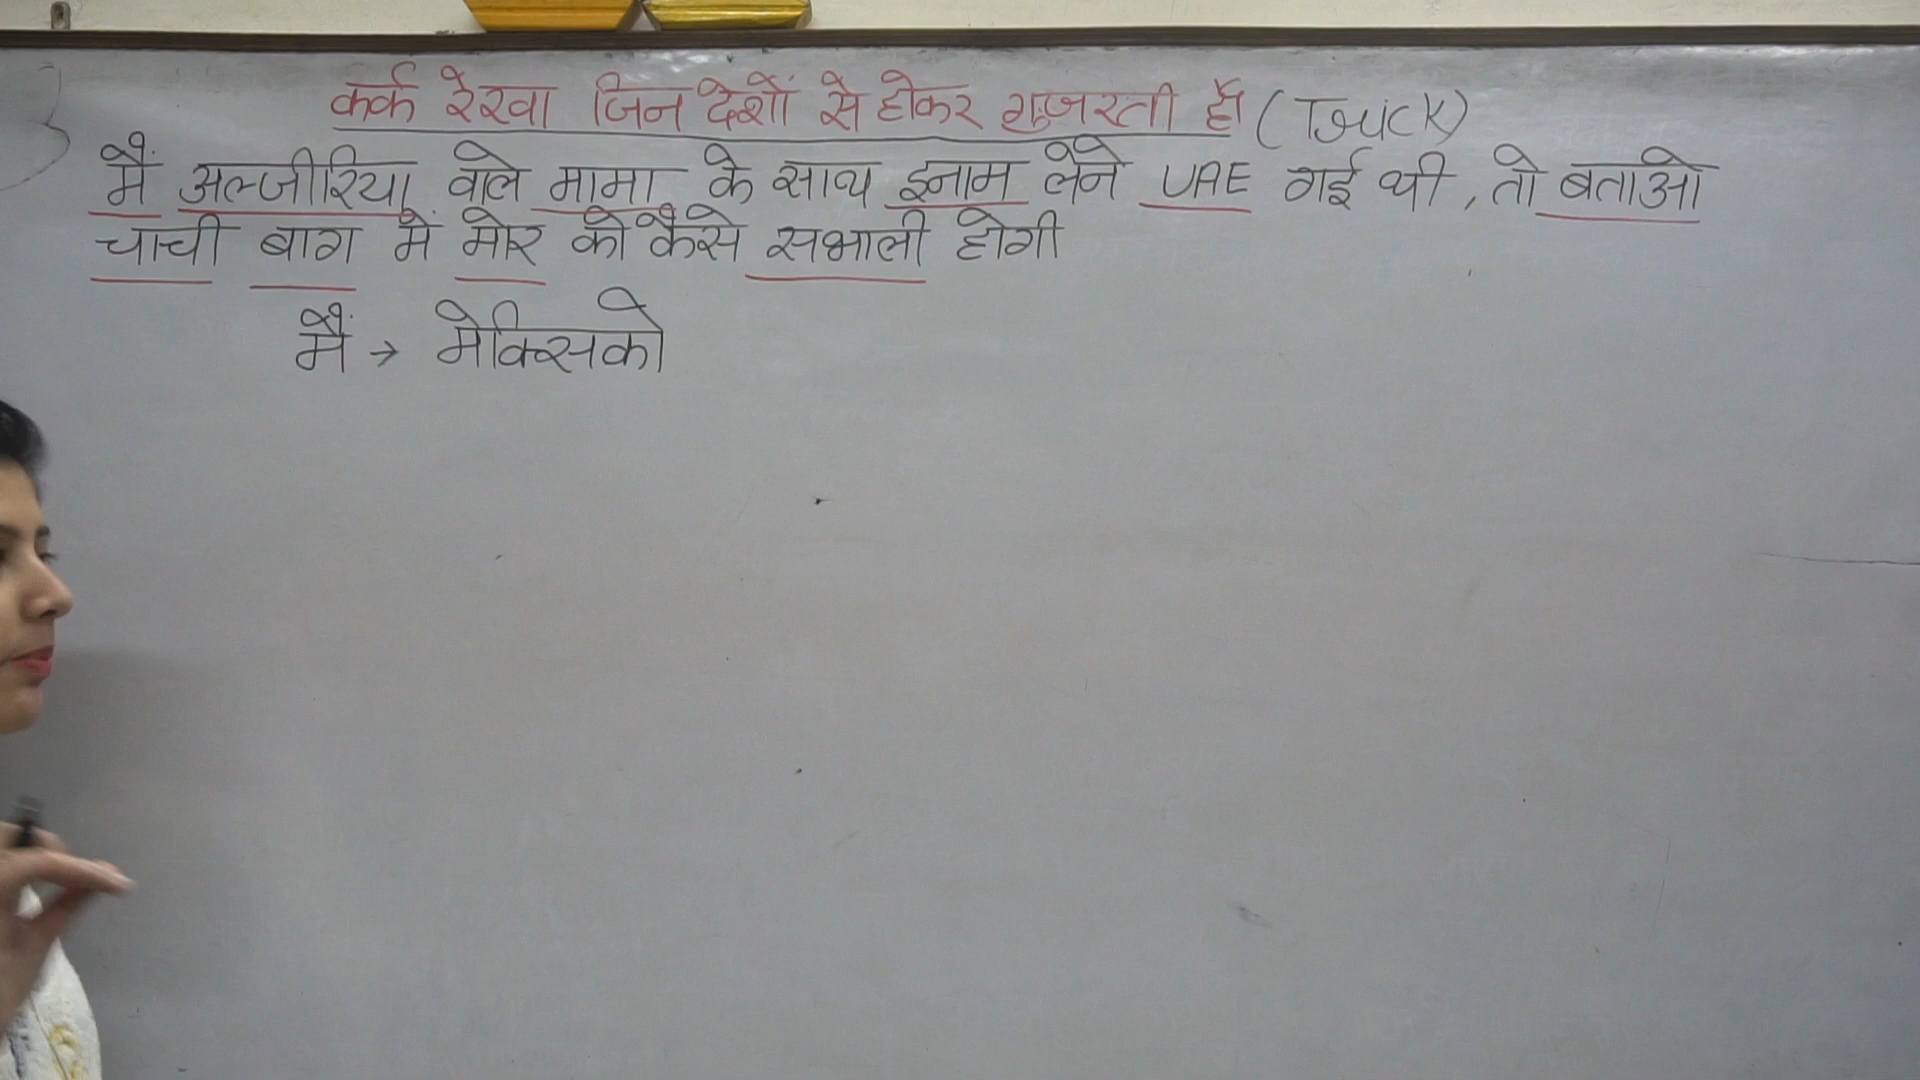 कर्क रेखा जिन देशों से होकर गुजरती हैं (Trick)
मैं अल्जीरिया वाले मामा के साथ इनाम लेने UAE गई थी, तो बताओ
चाची बाग में मोर को कैसे सभाली होगी
मैं → मेक्सिको